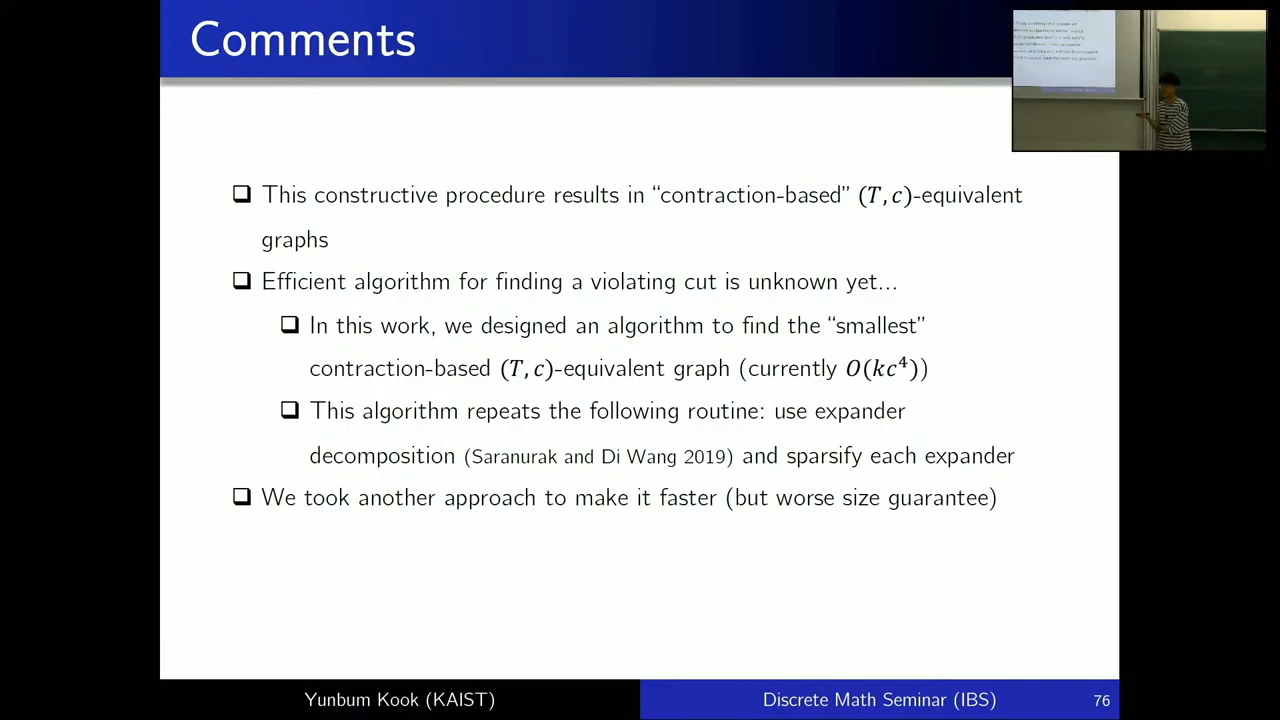 Comments
❑ This constructive procedure results in “contraction-based” (T, c)-equivalent
graphs
❑ Efficient algorithm for finding a violating cut is unknown yet...
❑ In this work, we designed an algorithm to find the “smallest”
contraction-based (T, c)-equivalent graph (currently O(kc⁴))
❑ This algorithm repeats the following routine: use expander
decomposition (Saranurak and Di Wang 2019) and sparsify each expander
❑ We took another approach to make it faster (but worse size guarantee)
Yunbum Kook (KAIST)
Discrete Math Seminar (IBS)
76